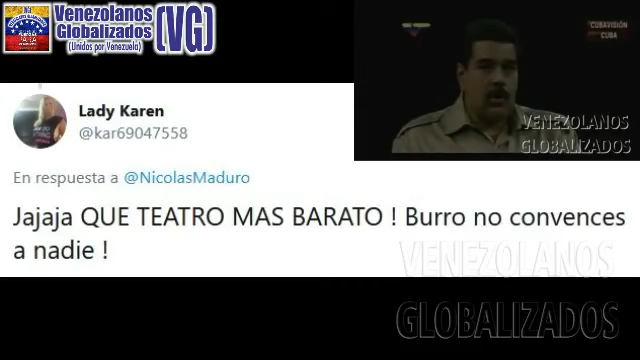 Venezolanos
Globalizados
(Unidos por Venezuela)
(VG)
CUBAVISIÓN
CUBA
VENEZOLANOS
GLOBALIZADOS
Lady Karen
@kar69047558
En respuesta a @NicolasMaduro
Jajaja QUE TEATRO MAS BARATO ! Burro no convences
a nadie !
VENEZOLANOS
GLOBALIZADOS